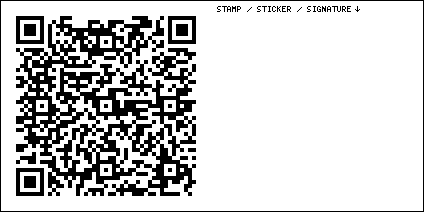 STAMP / STICKER / SIGNATURE ↓